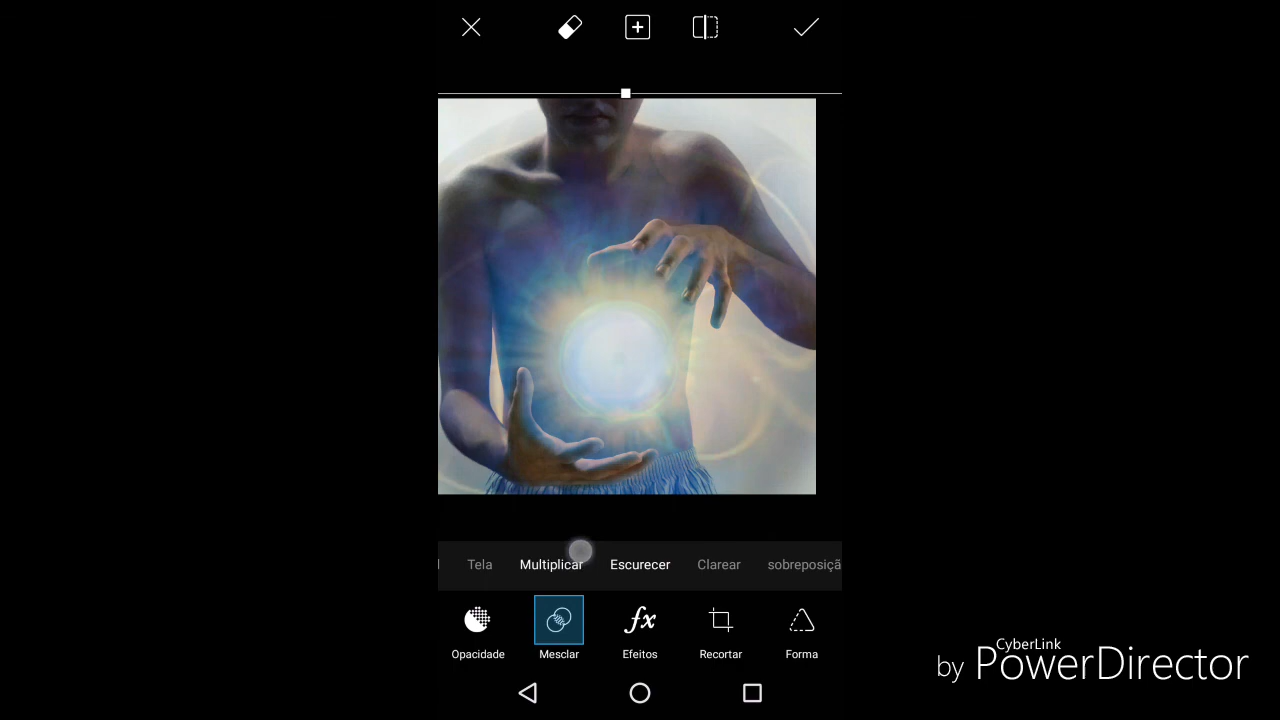 Tela Multiplicar Escurecer Clarear sobreposiçã
fx
Opacidade Mesclar Efeitos Recortar Forma
CyberLink
by PowerDirector